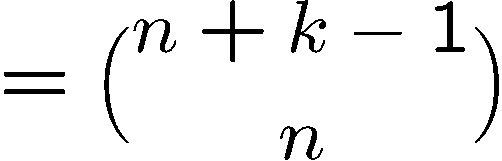 = (n + k − 1
n)